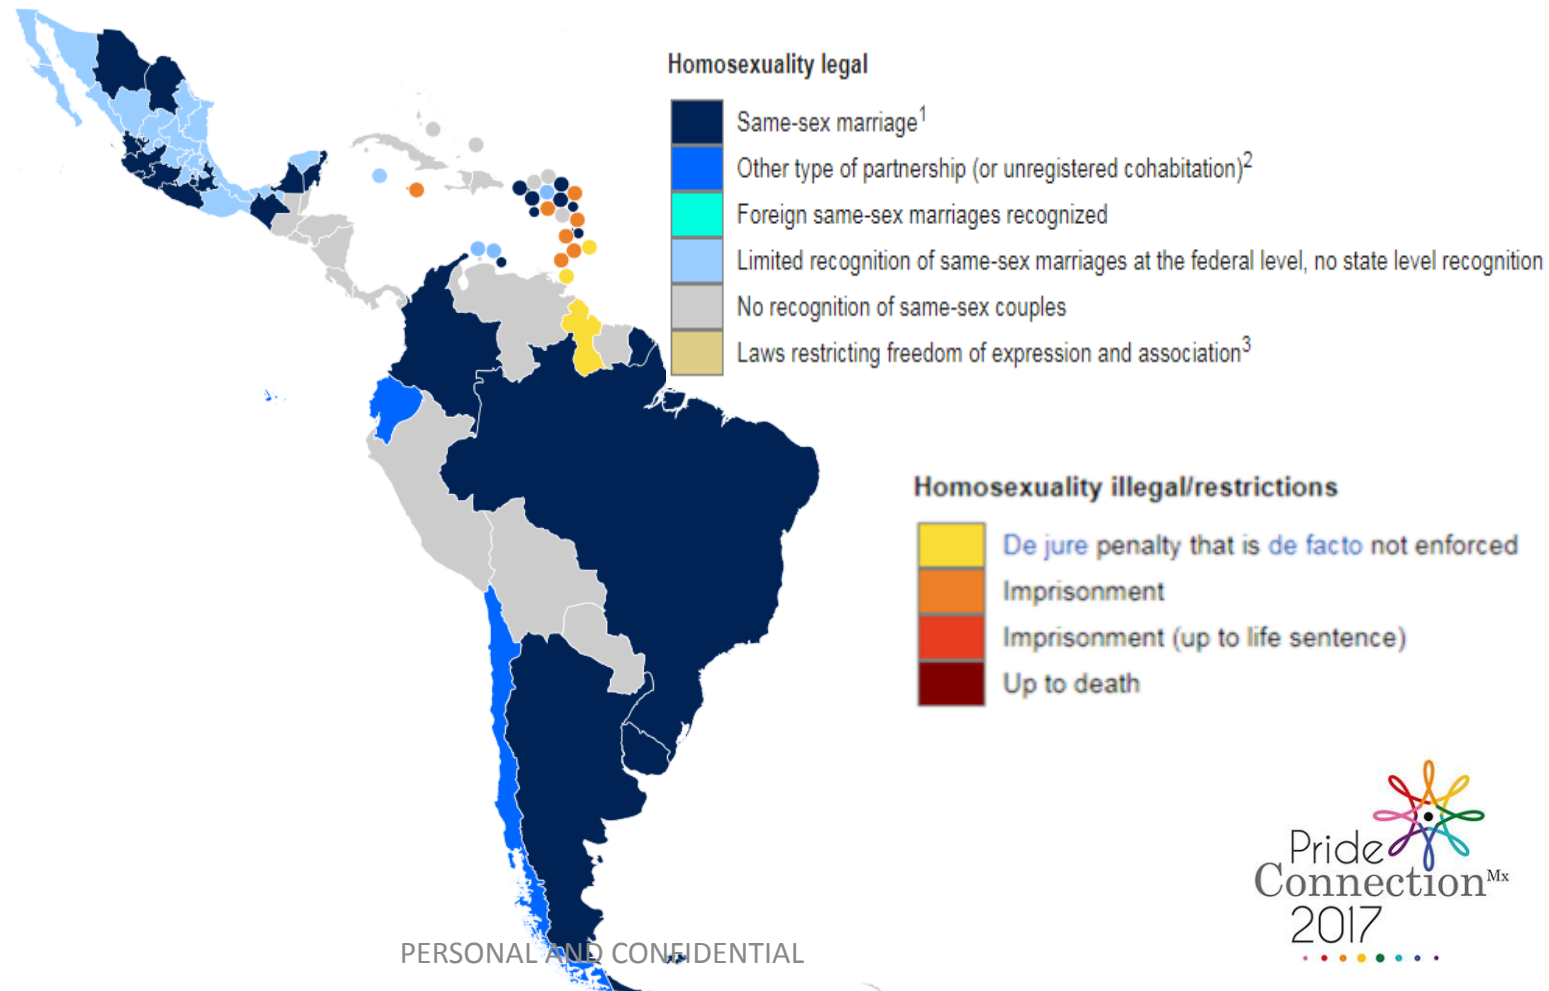 Homosexuality legal
Same-sex marriage1
Other type of partnership (or unregistered cohabitation)2
Foreign same-sex marriages recognized
Limited recognition of same-sex marriages at the federal level, no state level recognition
No recognition of same-sex couples
Laws restricting freedom of expression and association3
Homosexuality illegal/restrictions
De jure penalty that is de facto not enforced
Imprisonment
Imprisonment (up to life sentence)
Up to death
Pride
ConnectionMx
2017
PERSONAL AND CONFIDENTIAL